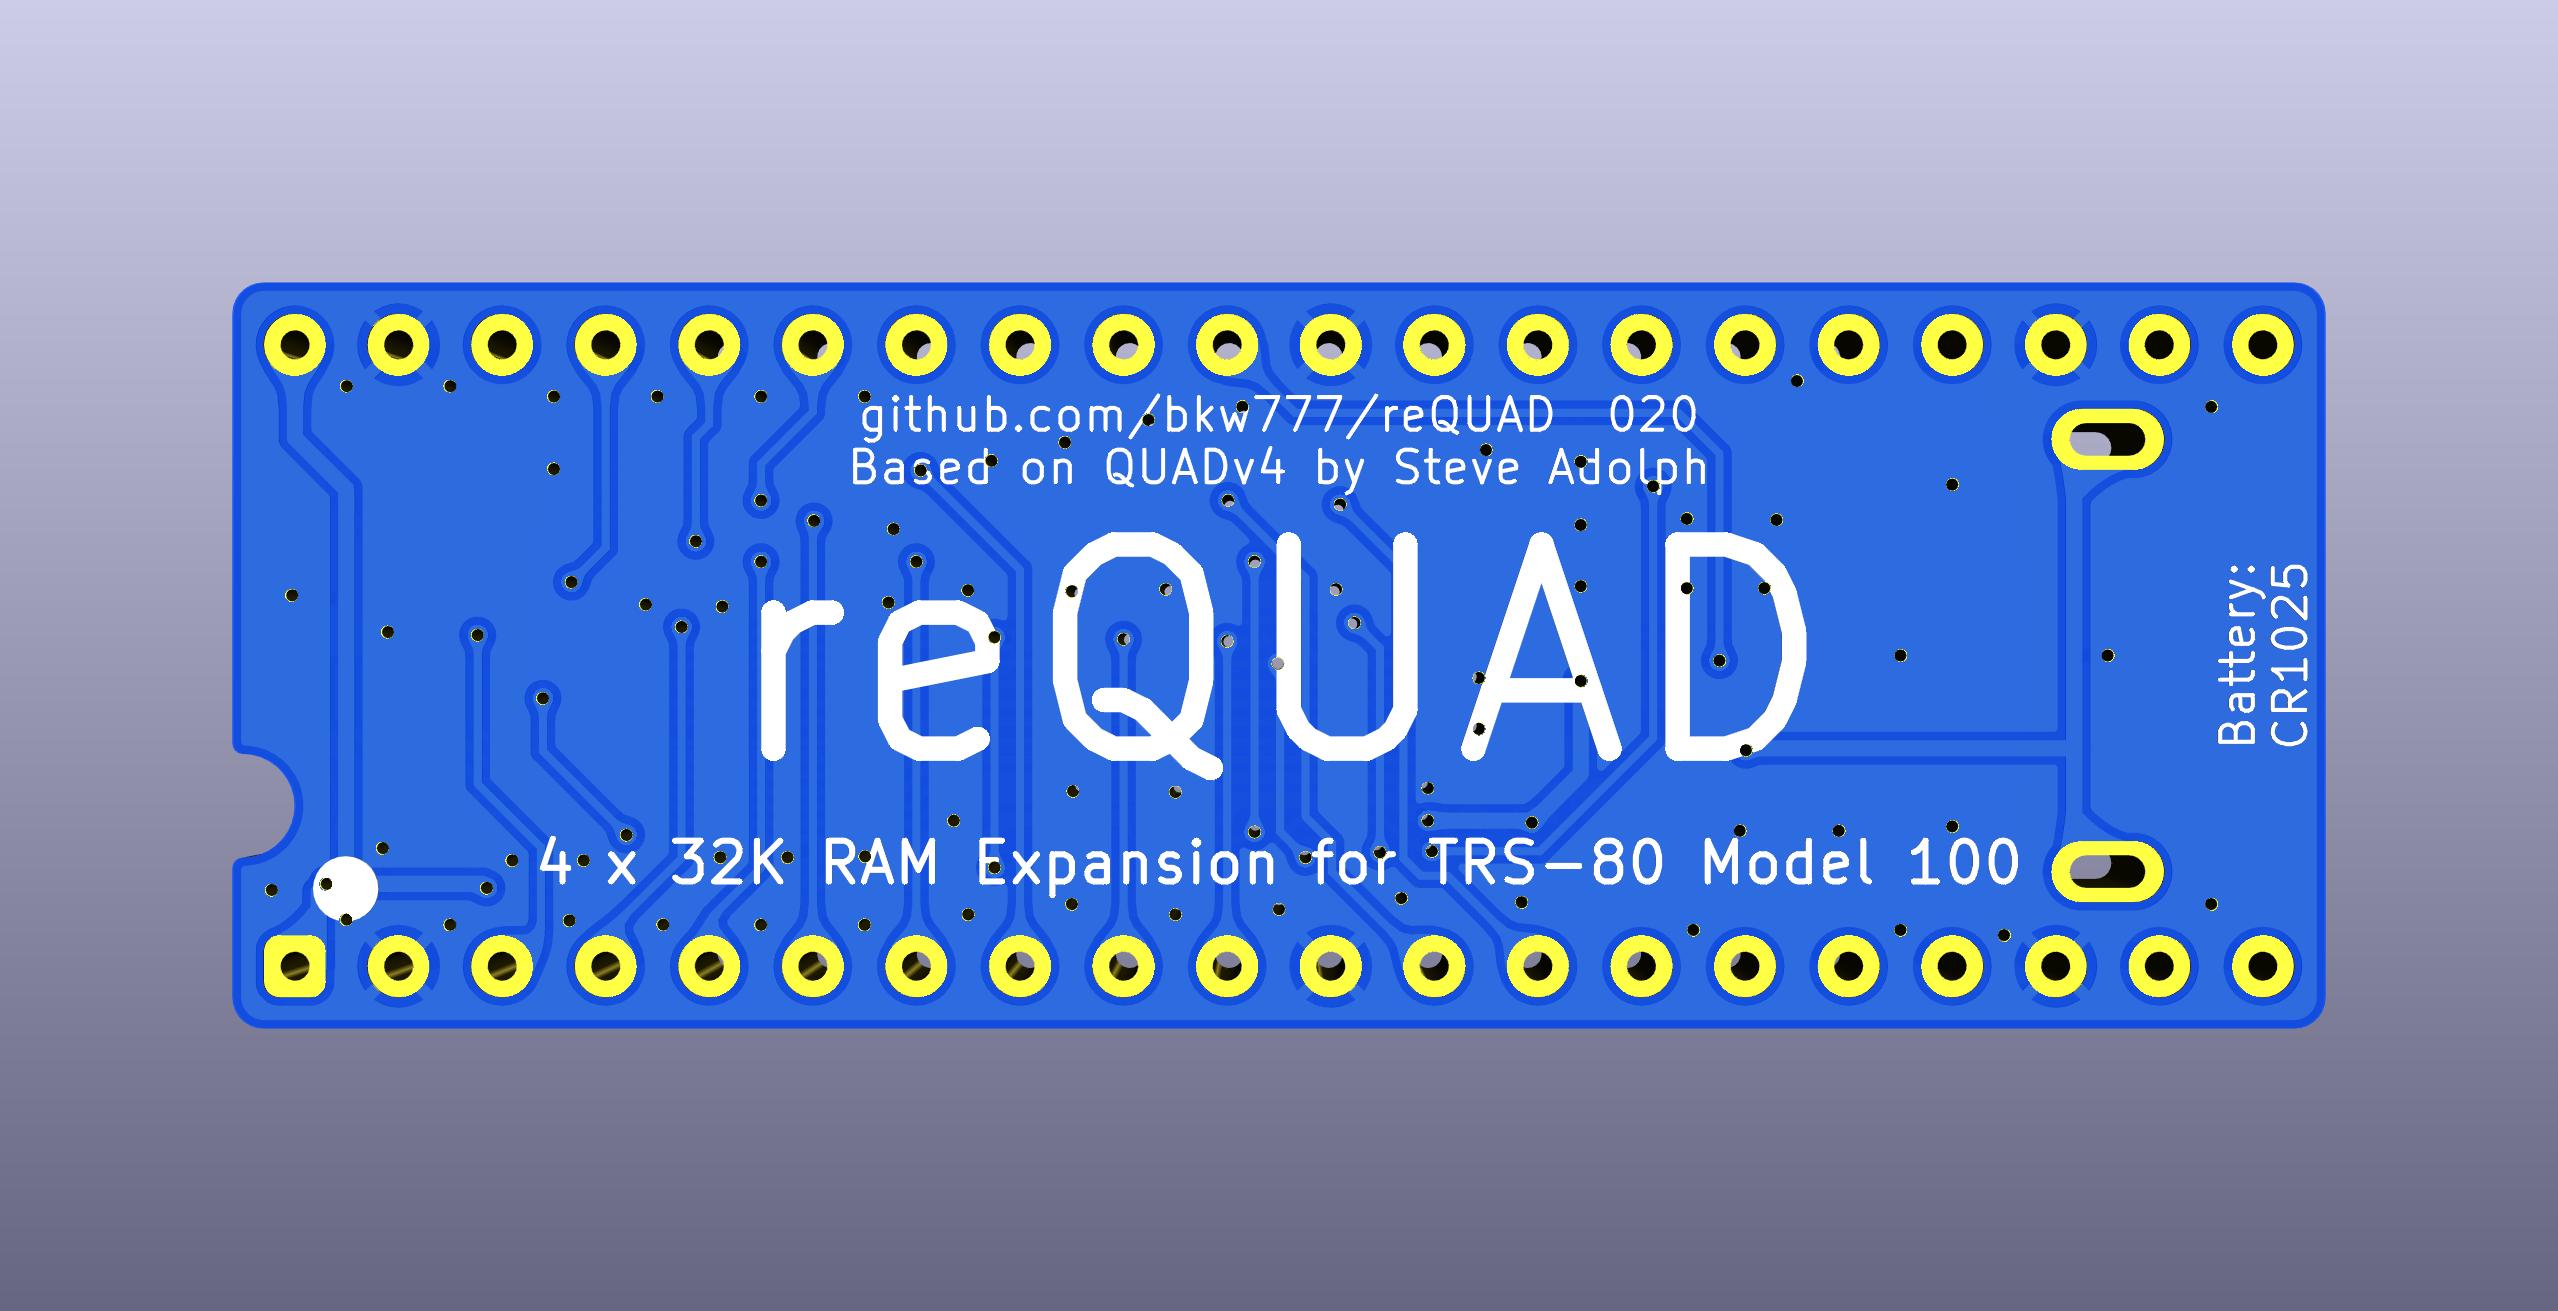 github.com/bkw777/reQUAD 020
Based on QUADv4 by Steve Adolph
reQUAD
4 x 32K RAM Expansion for TRS-80 Model 100
Battery:
CR1025